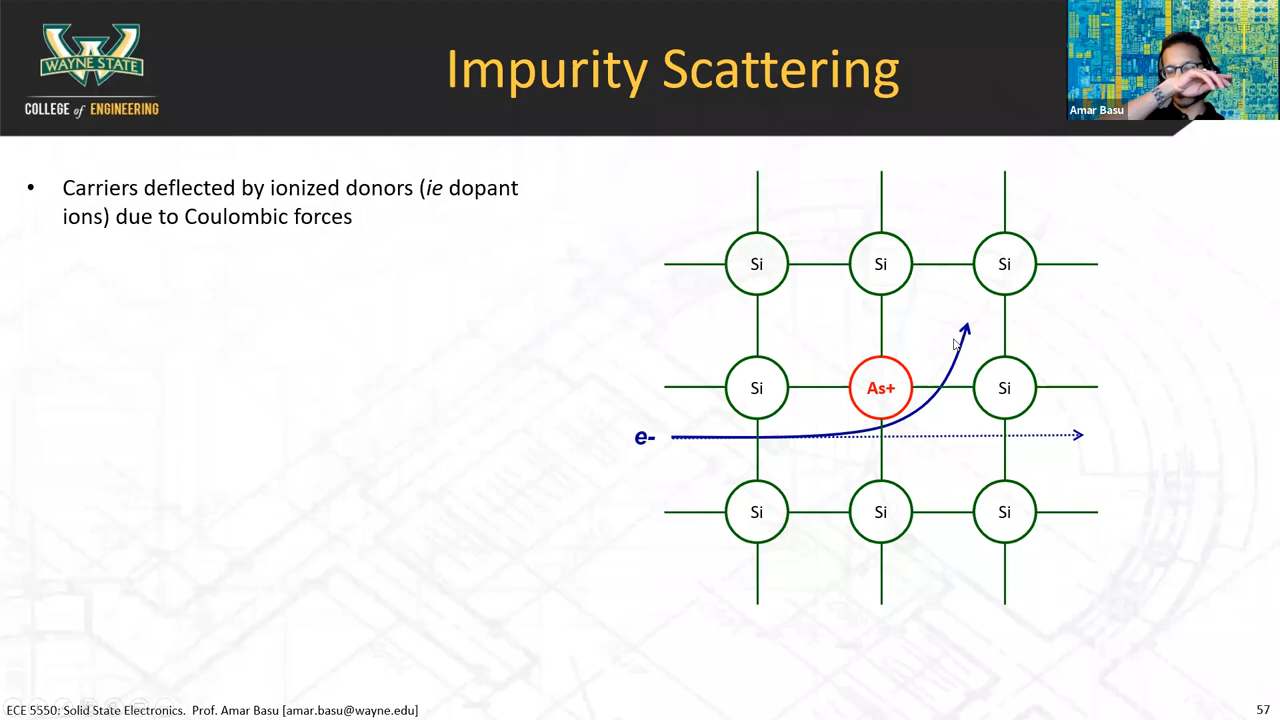 WAYNE STATE
COLLEGE of ENGINEERING
Impurity Scattering
Amar Basu
• Carriers deflected by ionized donors (ie dopant
ions) due to Coulombic forces
Si Si Si
Si As+ Si
e-
Si Si Si
ECE 5550: Solid State Electronics. Prof. Amar Basu [amar.basu@wayne.edu]
57